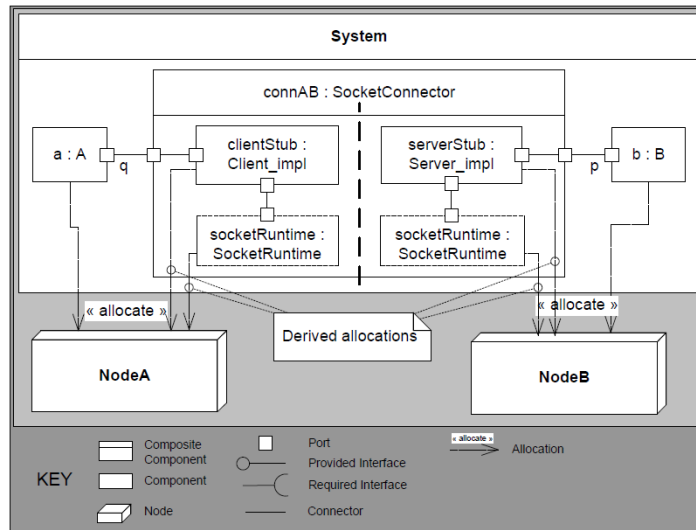 System
connAB : SocketConnector
a : A
q
clientStub :
Client_impl
serverStub :
Server_impl
p
b : B
socketRuntime :
SocketRuntime
socketRuntime :
SocketRuntime
« allocate »
Derived allocations
« allocate »
NodeA
NodeB
KEY
Composite
Component
Component
Node
Port
Provided Interface
Required Interface
Connector
« allocate »
Allocation